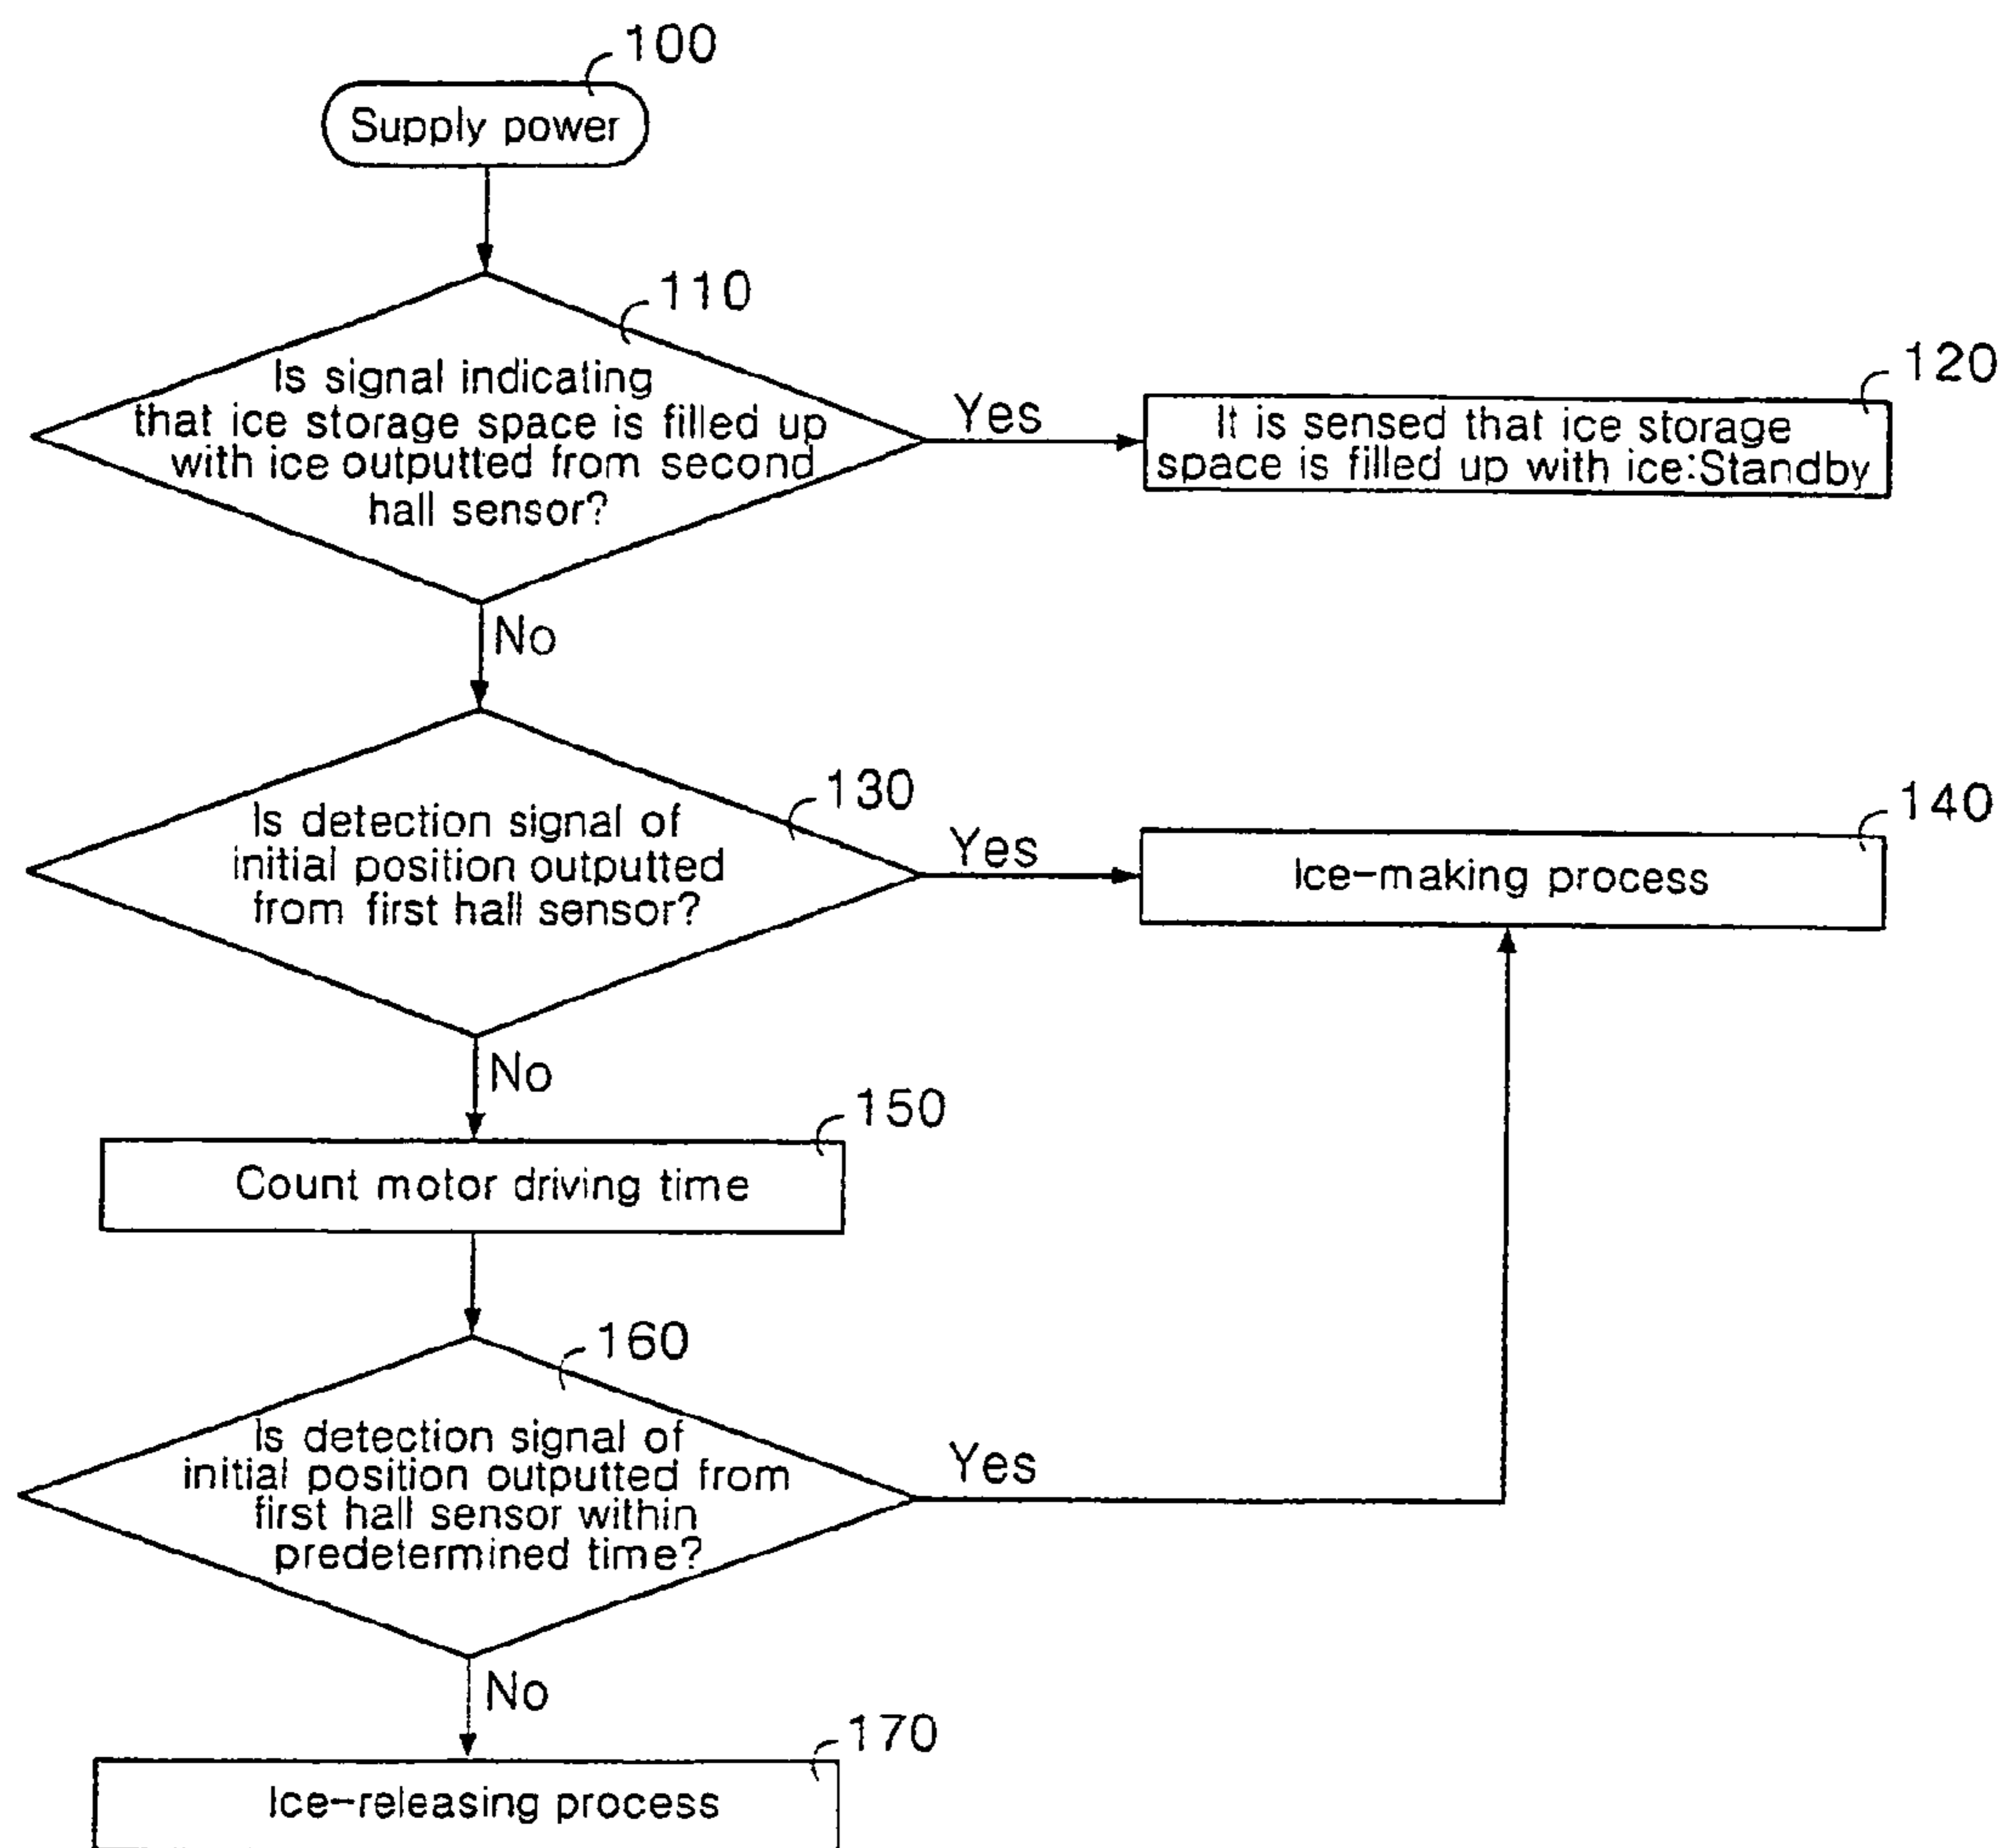 100
Supply power
110
Is signal indicating
that ice storage space is filled up
with ice outputted from second
hall sensor?
Yes
120
It is sensed that ice storage
space is filled up with ice:Standby
No
130
Is detection signal of
initial position outputted
from first hall sensor?
Yes
140
Ice-making process
No
150
Count motor driving time
160
Is detection signal of
initial position outputted from
first hall sensor within
predetermined time?
Yes
No
170
Ice-releasing process